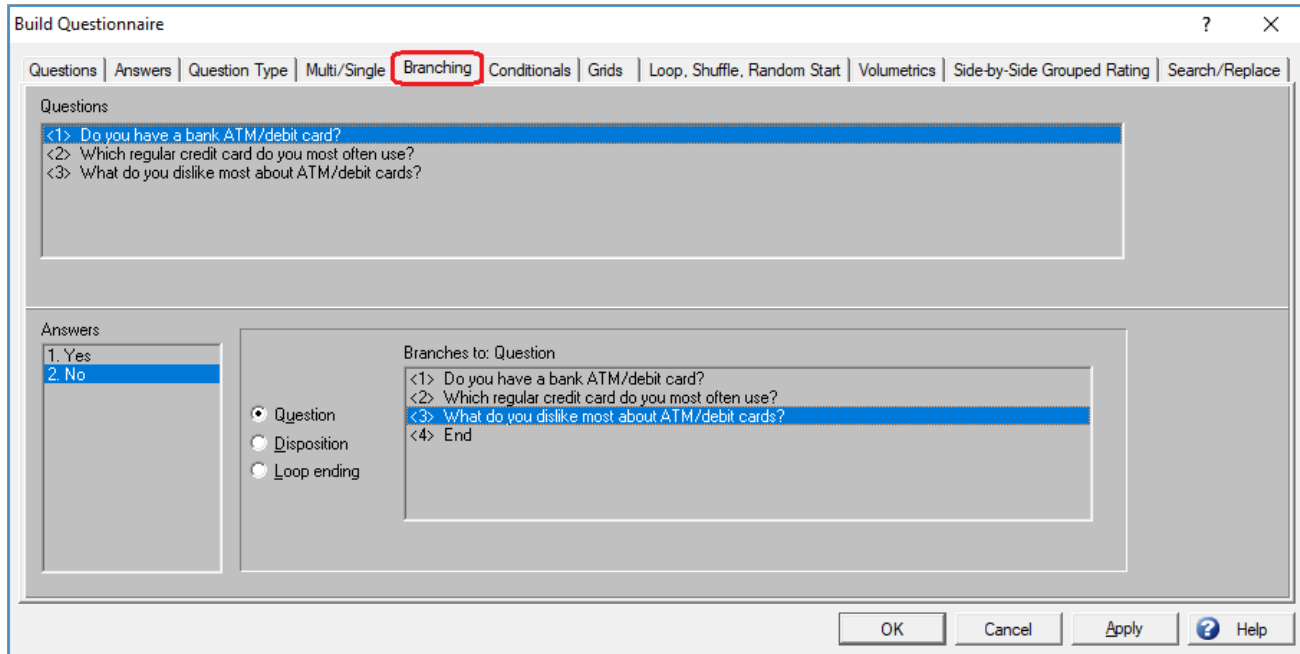 Build Questionnaire
?
Questions Answers Question Type Multi/Single Branching Conditionals Grids Loop, Shuffle, Random Start Volumetrics Side-by-Side Grouped Rating Search/Replace
Questions
<1> Do you have a bank ATM/debit card?
<2> Which regular credit card do you most often use?
<3> What do you dislike most about ATM/debit cards?
Answers
1. Yes
2. No
Question
Disposition
Loop ending
Branches to: Question
<1> Do you have a bank ATM/debit card?
<2> Which regular credit card do you most often use?
<3> What do you dislike most about ATM/debit cards?
<4> End
OK Cancel Apply ? Help